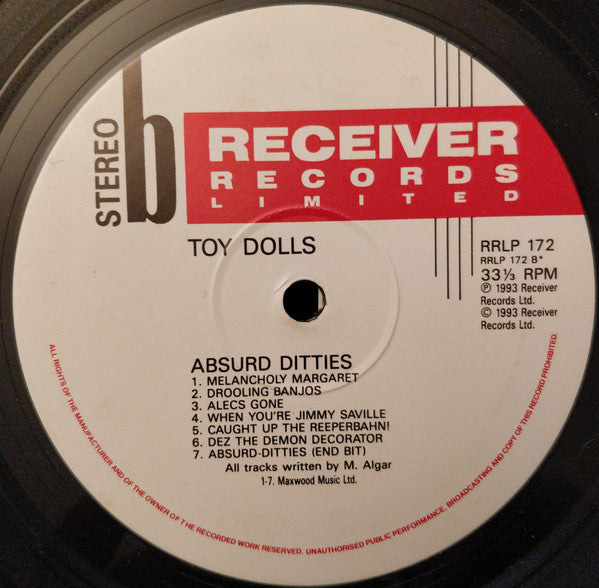 STEREO
b
RECEIVER
RECORDS
LIMITED
TOY DOLLS
RRLP 172
RRLP 172 B*
33⅓ RPM
℗ 1993 Receiver
Records Ltd.
© 1993 Receiver
Records Ltd.
ABSURD DITTIES
1. MELANCHOLY MARGARET
2. DROOLING BANJOS
3. ALECS GONE
4. WHEN YOU'RE JIMMY SAVILLE
5. CAUGHT UP THE REEPERBAHN!
6. DEZ THE DEMON DECORATOR
7. ABSURD-DITTIES (END BIT)
All tracks written by M. Algar
1-7. Maxwood Music Ltd.
ALL RIGHTS OF THE MANUFACTURER AND OF THE OWNER OF THE RECORDED WORK RESERVED. UNAUTHORISED PUBLIC PERFORMANCE, BROADCASTING AND COPY OF THIS RECORD PROHIBITED.